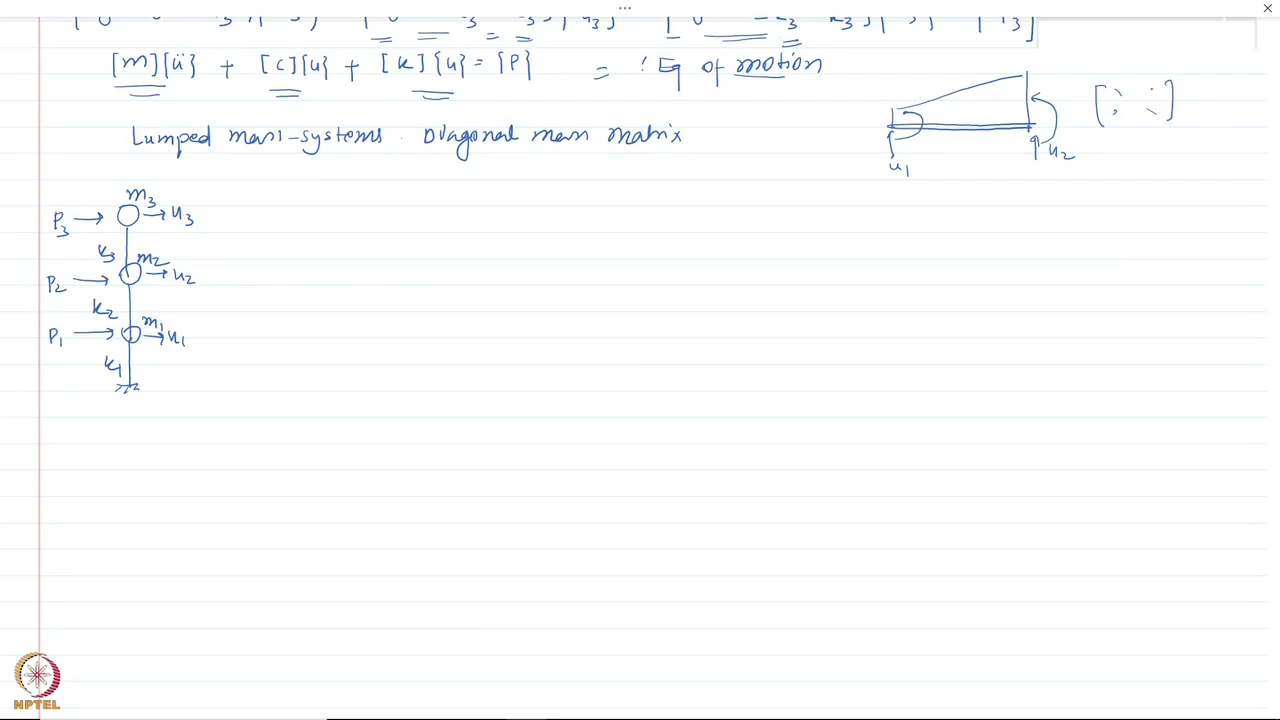 [m]{ü} + [c]{u} + [k]{u} = {P} = : Eq of motion
Lumped mass-systems. Diagonal mass matrix
u1
u2
m3
P3
u3
k3
m2
P2
u2
k2
m1
P1
u1
k1
NPTEL